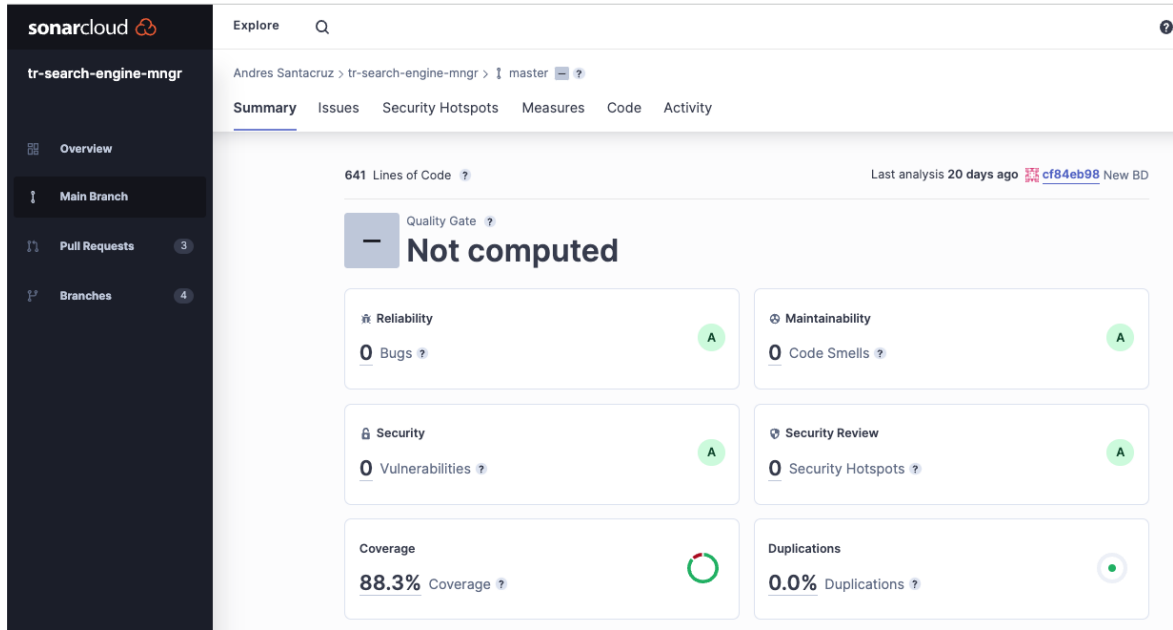 sonarcloud
Explore
?
tr-search-engine-mngr
Andres Santacruz > tr-search-engine-mngr > master – ?
Summary Issues Security Hotspots Measures Code Activity
Overview
Main Branch
Pull Requests 3
Branches 4
641 Lines of Code ?
Last analysis 20 days ago cf84eb98 New BD
Quality Gate ?
– Not computed
Reliability
0 Bugs ?
A
Maintainability
0 Code Smells ?
A
Security
0 Vulnerabilities ?
A
Security Review
0 Security Hotspots ?
A
Coverage
88.3% Coverage ?
Duplications
0.0% Duplications ?